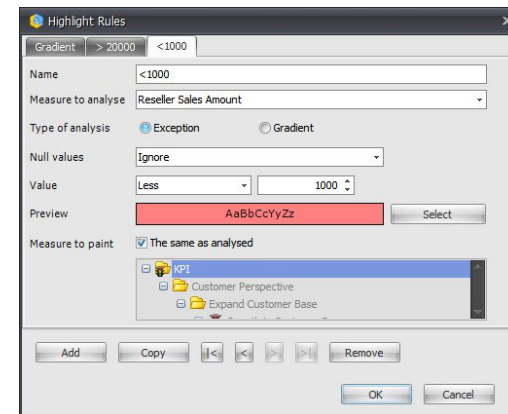 Highlight Rules
Gradient > 20000 <1000
Name <1000
Measure to analyse Reseller Sales Amount
Type of analysis Exception Gradient
Null values Ignore
Value Less 1000
Preview AaBbCcYyZz Select
Measure to paint The same as analysed
KPI
Customer Perspective
Expand Customer Base
Add Copy |< < > >| Remove
OK Cancel